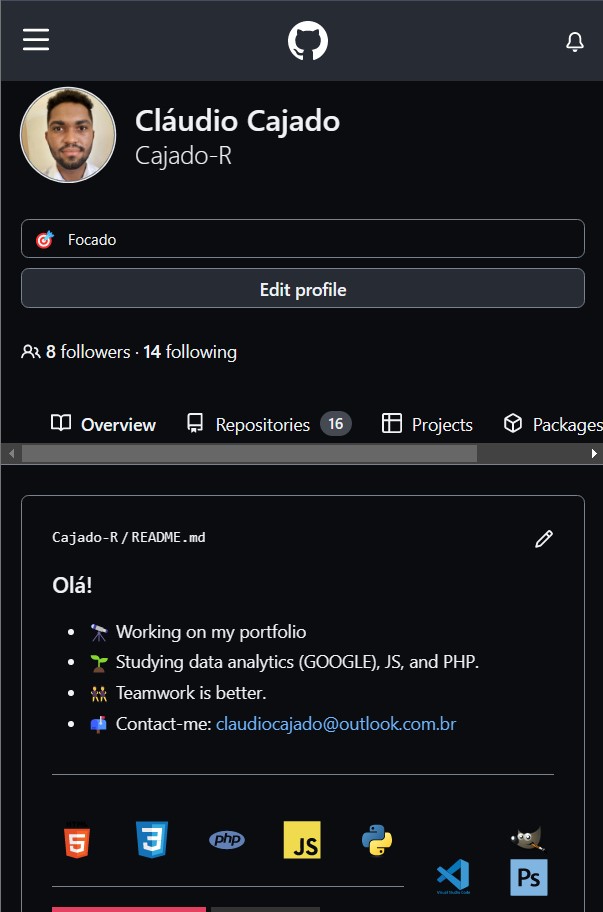 Cláudio Cajado
Cajado-R
Focado
Edit profile
8 followers · 14 following
Overview Repositories 16 Projects Packages
Cajado-R / README.md
Olá!
Working on my portfolio
Studying data analytics (GOOGLE), JS, and PHP.
Teamwork is better.
Contact-me: claudiocajado@outlook.com.br
HTML
5 3 php JS
Ps